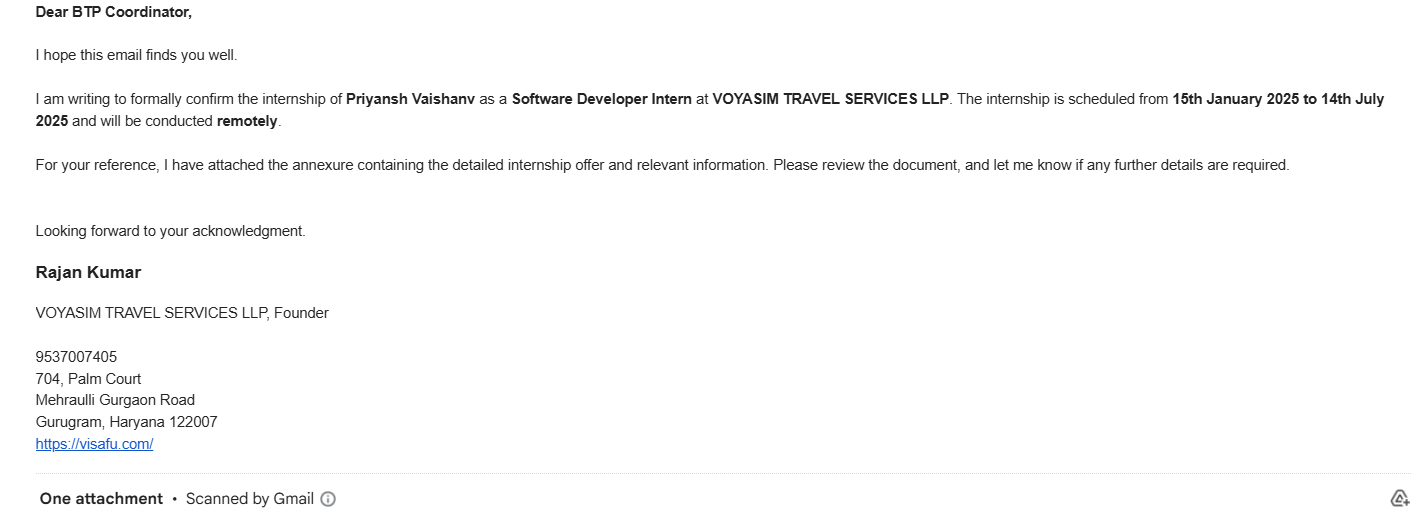 Dear BTP Coordinator,
I hope this email finds you well.
I am writing to formally confirm the internship of Priyansh Vaishanv as a Software Developer Intern at VOYASIM TRAVEL SERVICES LLP. The internship is scheduled from 15th January 2025 to 14th July
2025 and will be conducted remotely.
For your reference, I have attached the annexure containing the detailed internship offer and relevant information. Please review the document, and let me know if any further details are required.
Looking forward to your acknowledgment.
Rajan Kumar
VOYASIM TRAVEL SERVICES LLP, Founder
9537007405
704, Palm Court
Mehraulli Gurgaon Road
Gurugram, Haryana 122007
https://visafu.com/
One attachment • Scanned by Gmail